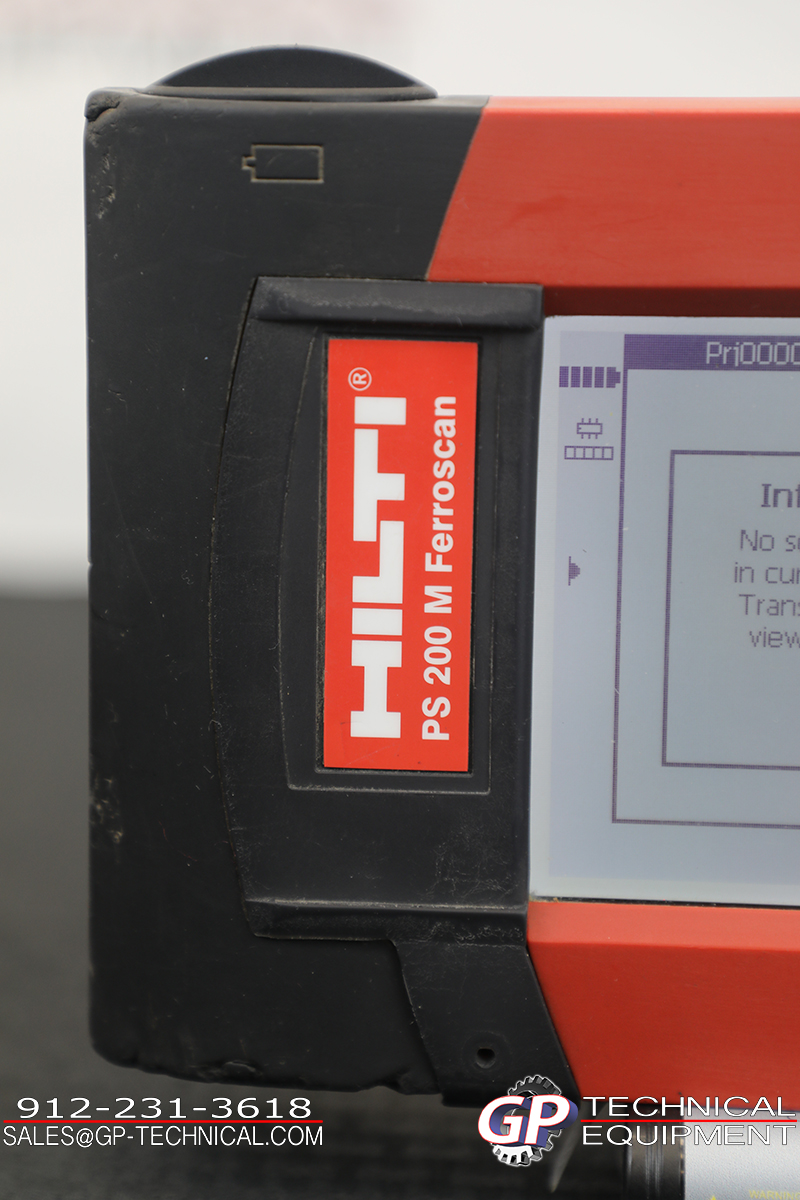 HILTI®
PS 200 M Ferroscan
Prj0000
Inf
No s
in cur
Trans
view
912-231-3618
SALES@GP-TECHNICAL.COM
GP TECHNICAL
EQUIPMENT
WARNING